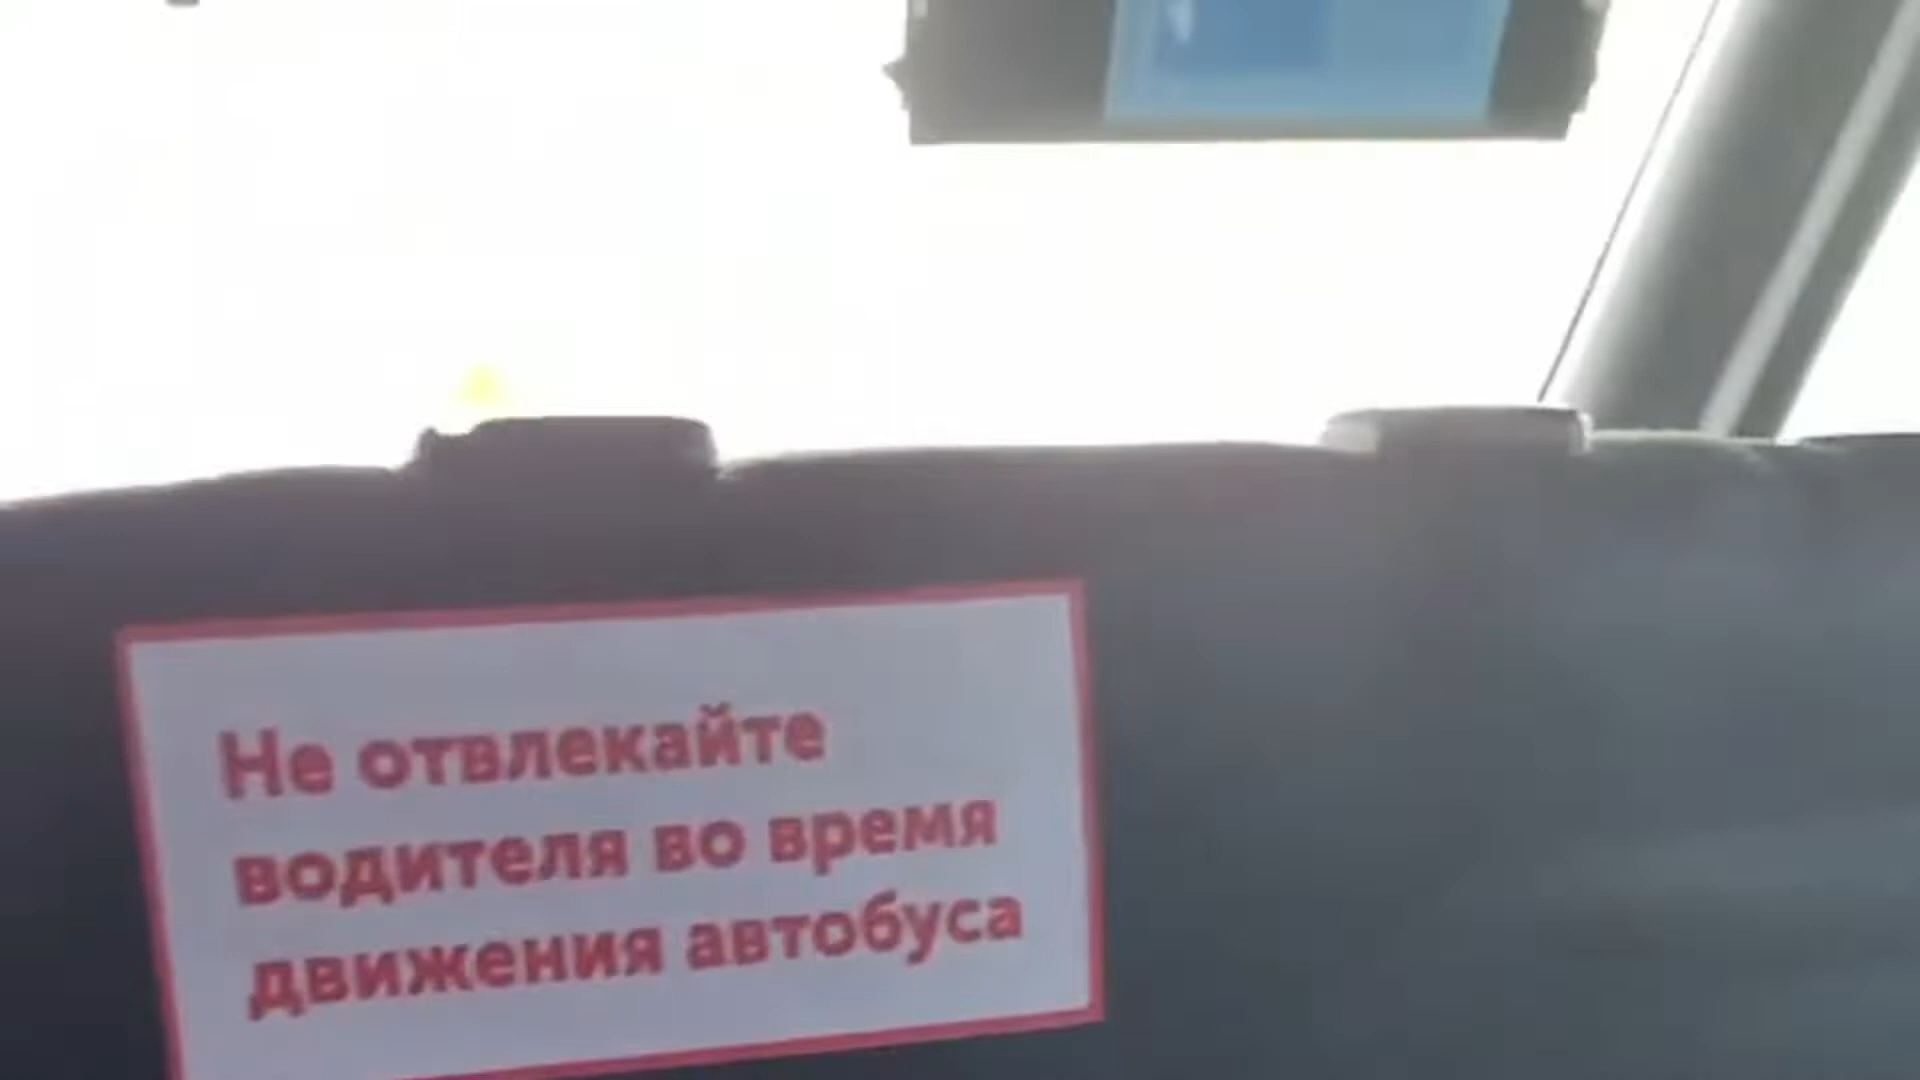 Не отвлекайте
водителя во время
движения автобуса